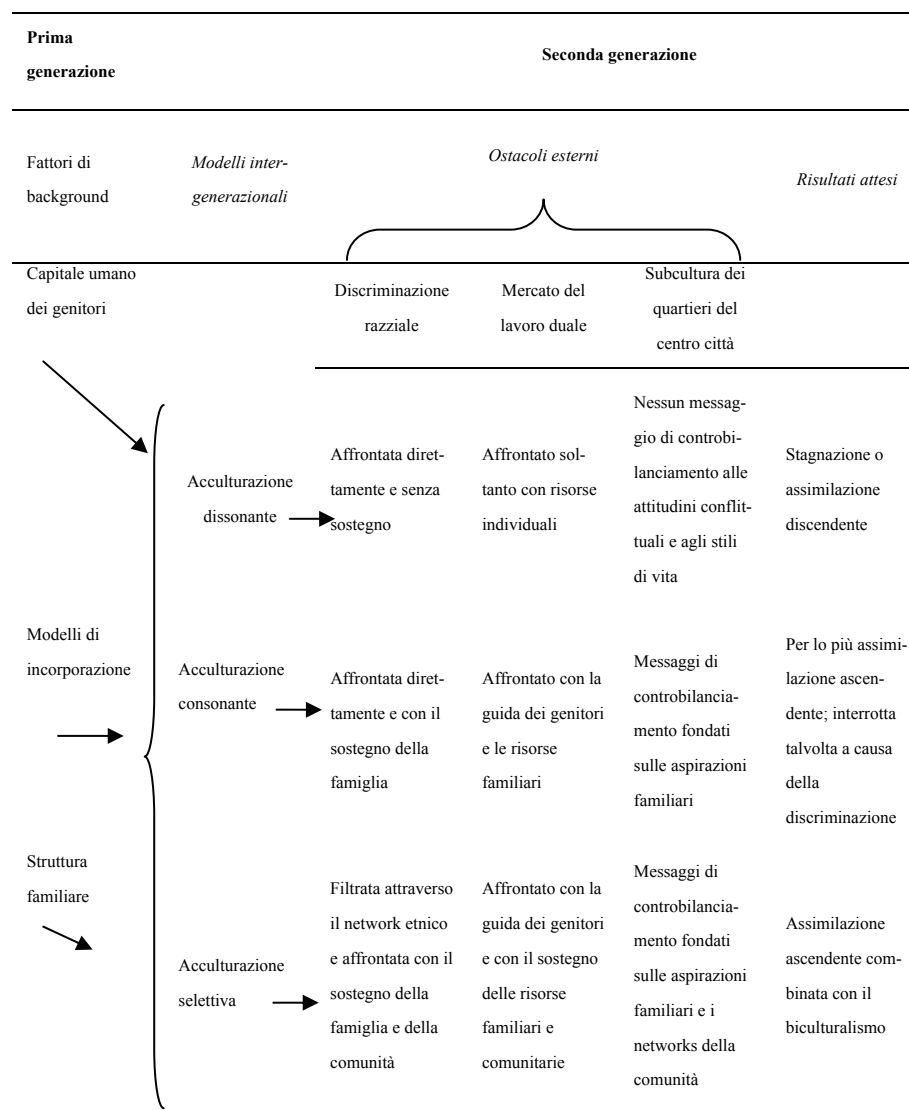 Prima
generazione
Seconda generazione
Fattori di
background
Modelli inter-
generazionali
Ostacoli esterni
Risultati attesi
Capitale umano
dei genitori
Discriminazione
razziale
Mercato del
lavoro duale
Subcultura dei
quartieri del
centro città
Acculturazione
dissonante
Affrontata diret-
tamente e senza
sostegno
Affrontato sol-
tanto con risorse
individuali
Nessun messag-
gio di controbi-
lanciamento alle
attitudini conflit-
tuali e agli stili
di vita
Stagnazione o
assimilazione
discendente
Modelli di
incorporazione
Acculturazione
consonante
Affrontata diret-
tamente e con il
sostegno della
famiglia
Affrontato con la
guida dei genitori
e le risorse
familiari
Messaggi di
controbilancia-
mento fondati
sulle aspirazioni
familiari
Per lo più assimi-
lazione ascen-
dente; interrotta
talvolta a causa
della
discriminazione
Struttura
familiare
Acculturazione
selettiva
Filtrata attraverso
il network etnico
e affrontata con il
sostegno della
famiglia e della
comunità
Affrontato con la
guida dei genitori
e con il sostegno
delle risorse
familiari e
comunitarie
Messaggi di
controbilancia-
mento fondati
sulle aspirazioni
familiari e i
networks della
comunità
Assimilazione
ascendente com-
binata con il
biculturalismo